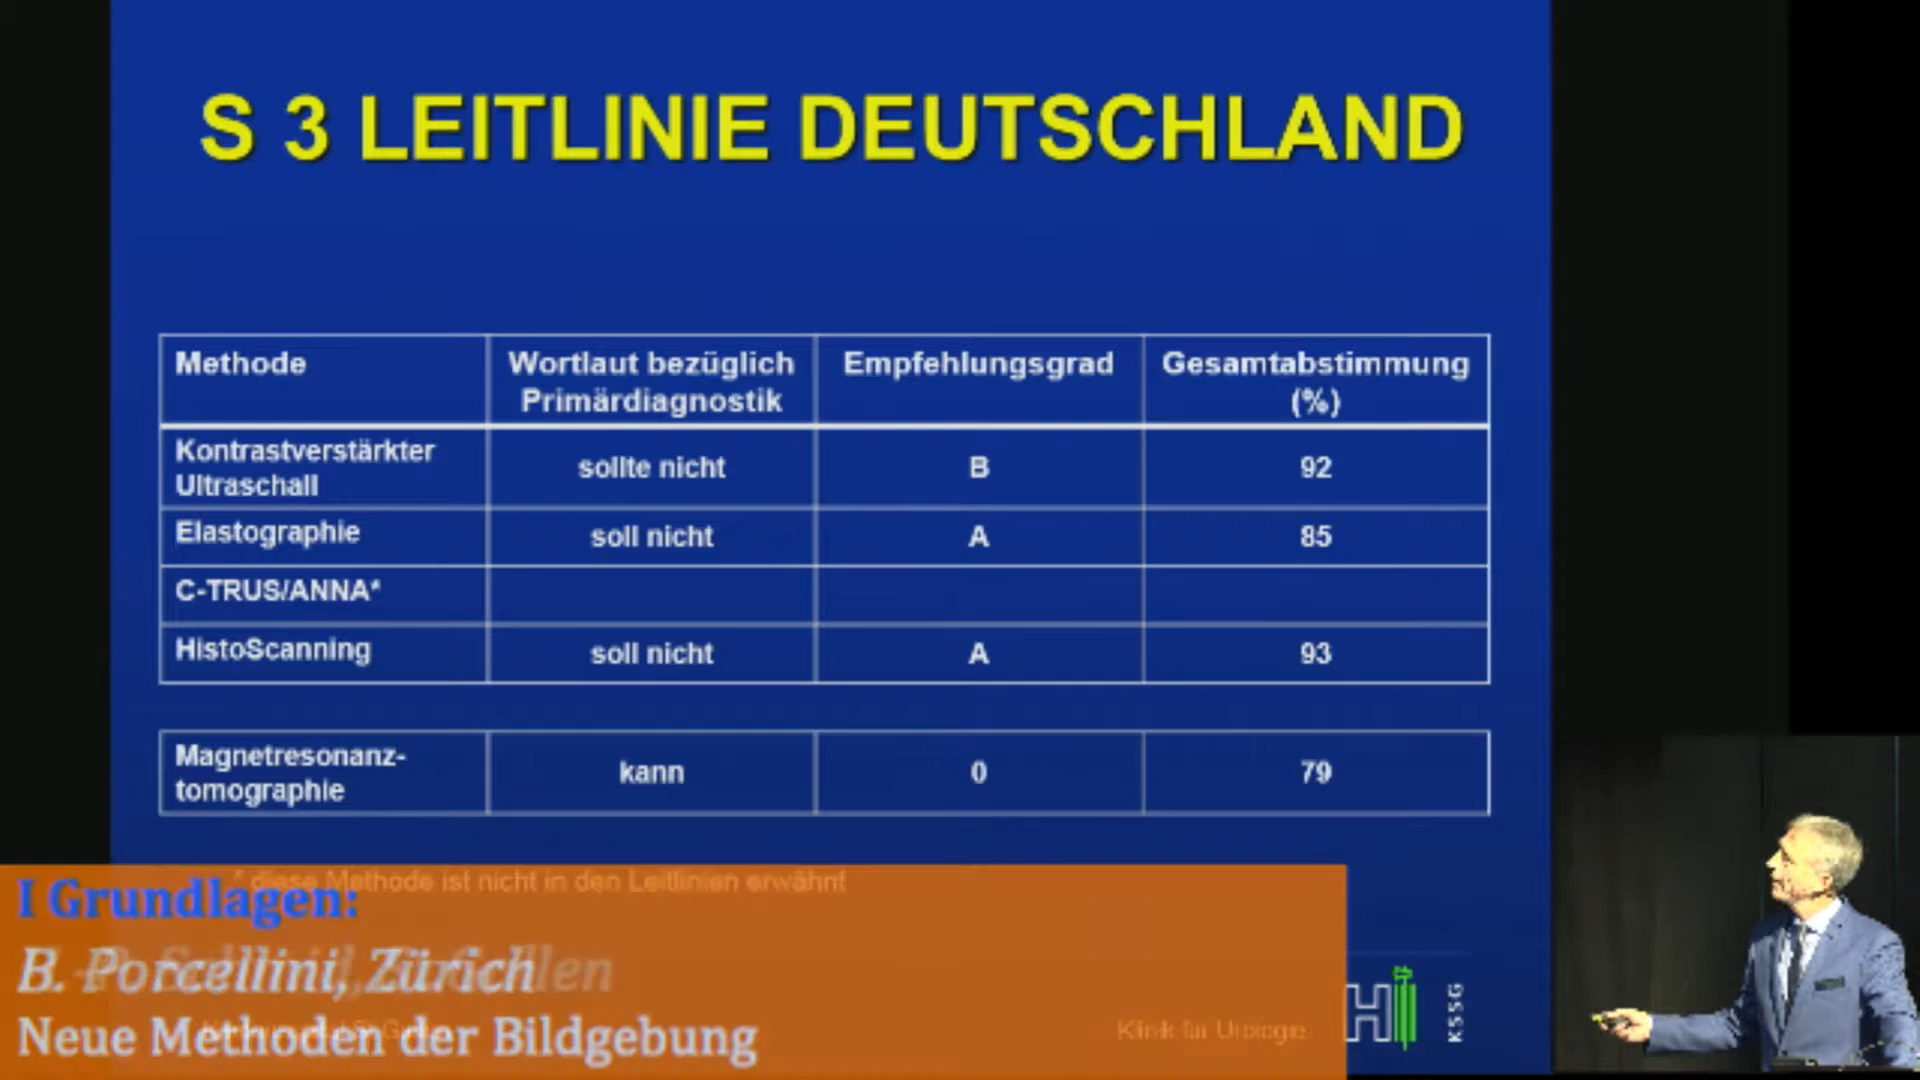 S 3 LEITLINIE DEUTSCHLAND
Methode
Wortlaut bezüglich
Primärdiagnostik
Empfehlungsgrad
Gesamtabstimmung
(%)
Kontrastverstärkter
Ultraschall
sollte nicht
B
92
Elastographie
soll nicht
A
85
C-TRUS/ANNA*
HistoScanning
soll nicht
A
93
Magnetresonanz-
tomographie
kann
0
79
* diese Methode ist nicht in den Leitlinien erwähnt
I Grundlagen:
B. Porcellini, Zürich
Neue Methoden der Bildgebung
Klinik für Urologie
KSSG